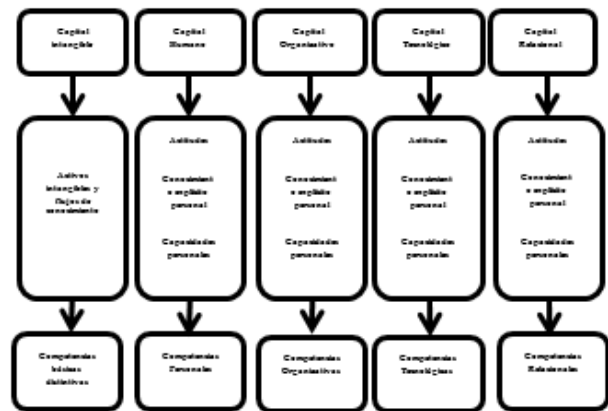 Capital
intangible
Capital
Humano
Capital
Organizativo
Capital
Tecnológico
Capital
Relacional
Activos
intangibles y
flujos de
conocimiento
Actitudes
Conocimient
o explícito
personal
Capacidades
personales
Actitudes
Conocimient
o explícito
personal
Capacidades
personales
Actitudes
Conocimient
o explícito
personal
Capacidades
personales
Actitudes
Conocimient
o explícito
personal
Capacidades
personales
Competencias
básicas
distintivas
Competencias
Personales
Competencias
Organizativas
Competencias
Tecnológicas
Competencias
Relacionales